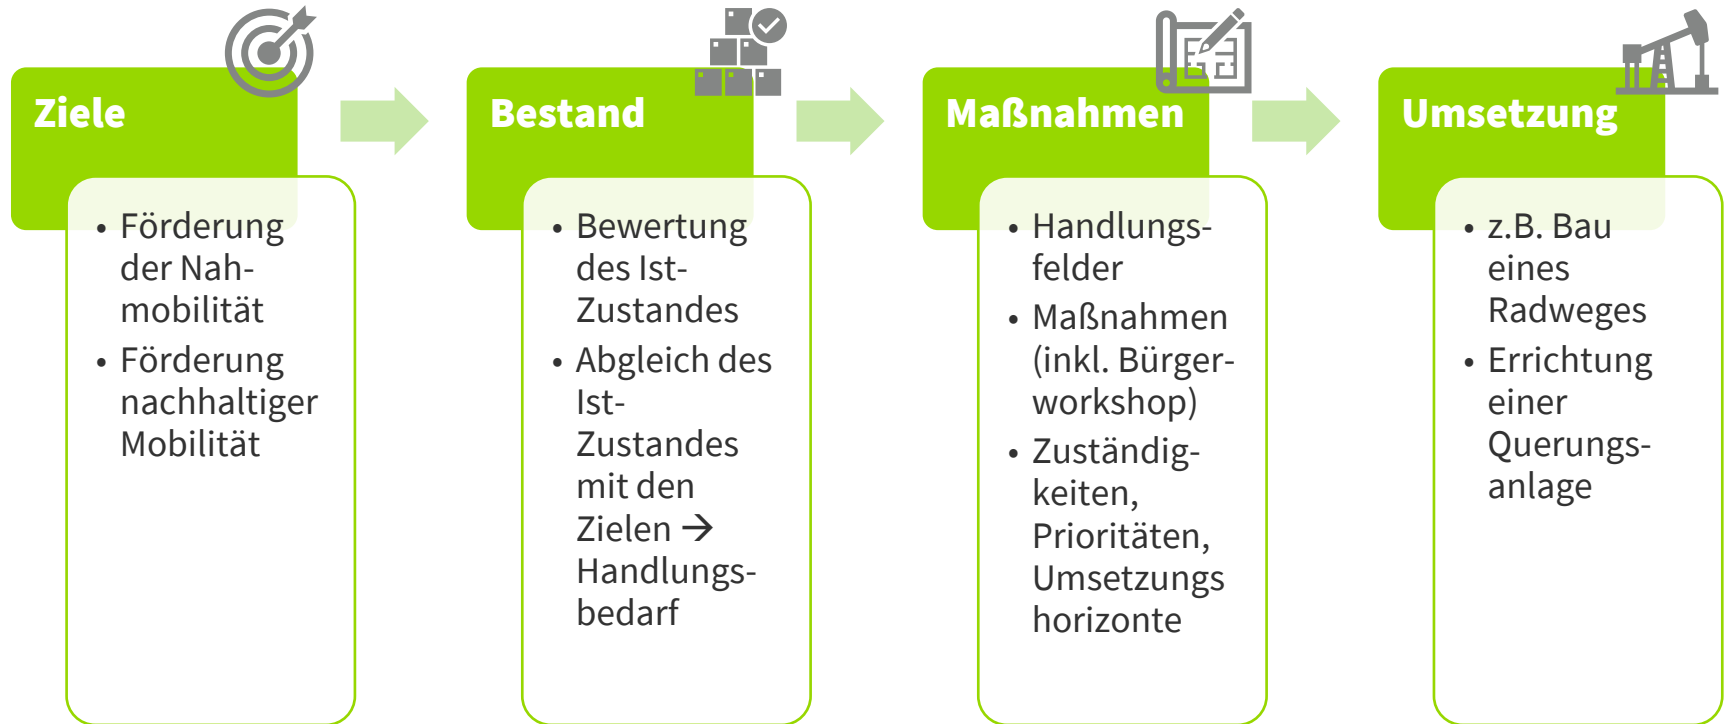 Ziele
• Förderung
der Nah-
mobilität
• Förderung
nachhaltiger
Mobilität
Bestand
• Bewertung
des Ist-
Zustandes
• Abgleich des
Ist-
Zustandes
mit den
Zielen →
Handlungs-
bedarf
Maßnahmen
• Handlungs-
felder
• Maßnahmen
(inkl. Bürger-
workshop)
• Zuständig-
keiten,
Prioritäten,
Umsetzungs
horizonte
Umsetzung
• z.B. Bau
eines
Radweges
• Errichtung
einer
Querungs-
anlage